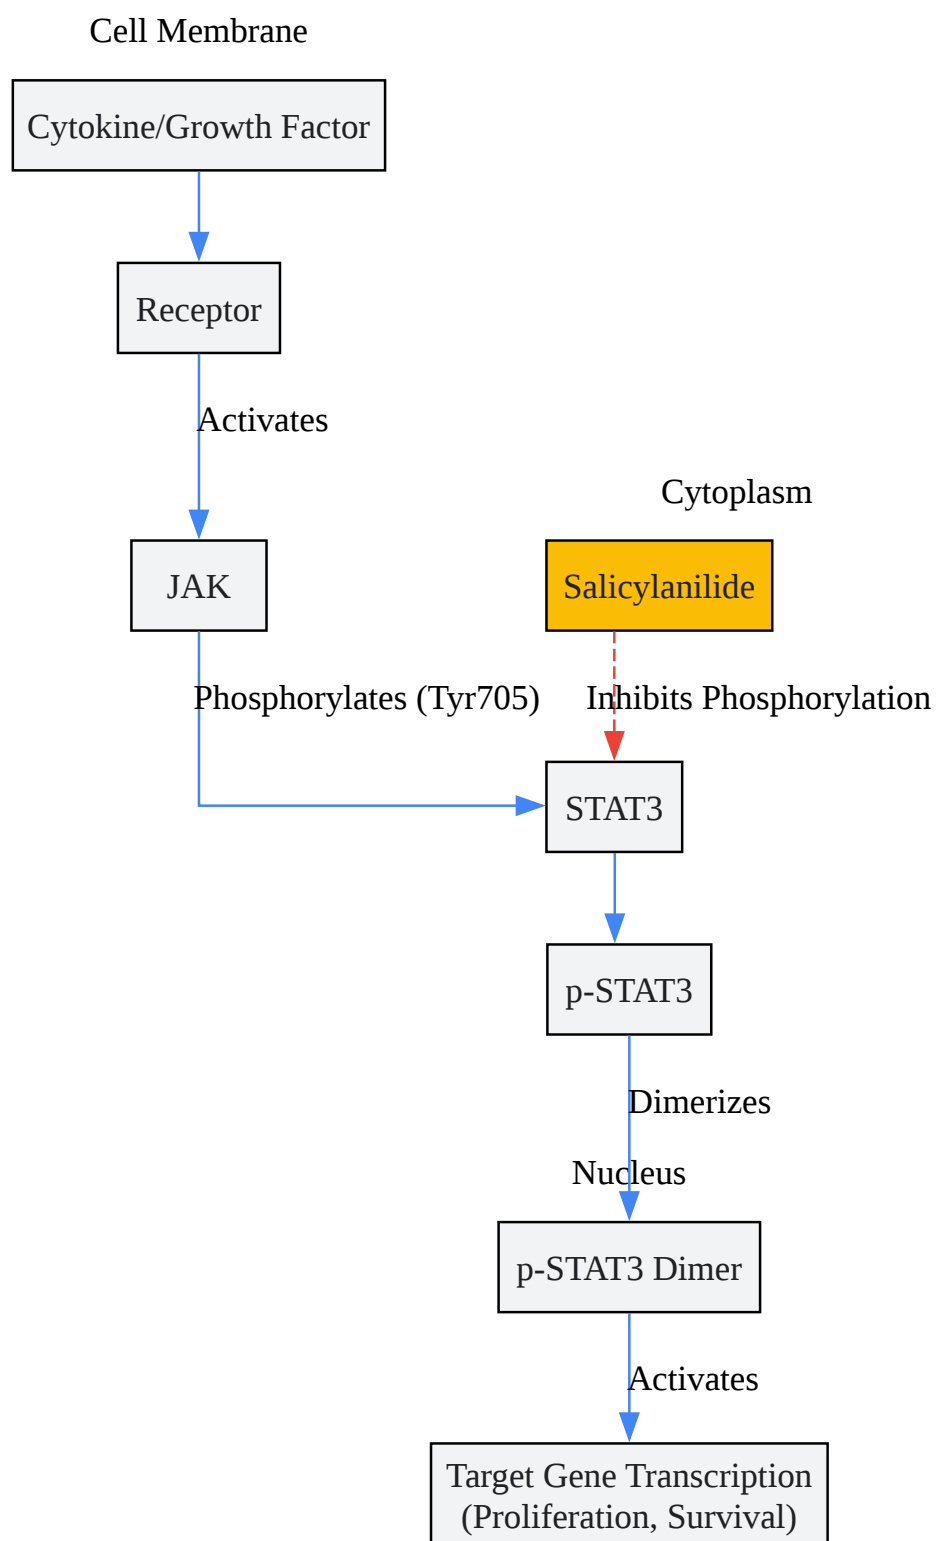 Cell Membrane
Cytokine/Growth Factor
Receptor
Activates
Cytoplasm
JAK
Salicylanilide
Phosphorylates (Tyr705)
Inhibits Phosphorylation
STAT3
p-STAT3
Dimerizes
Nucleus
p-STAT3 Dimer
Activates
Target Gene Transcription
(Proliferation, Survival)